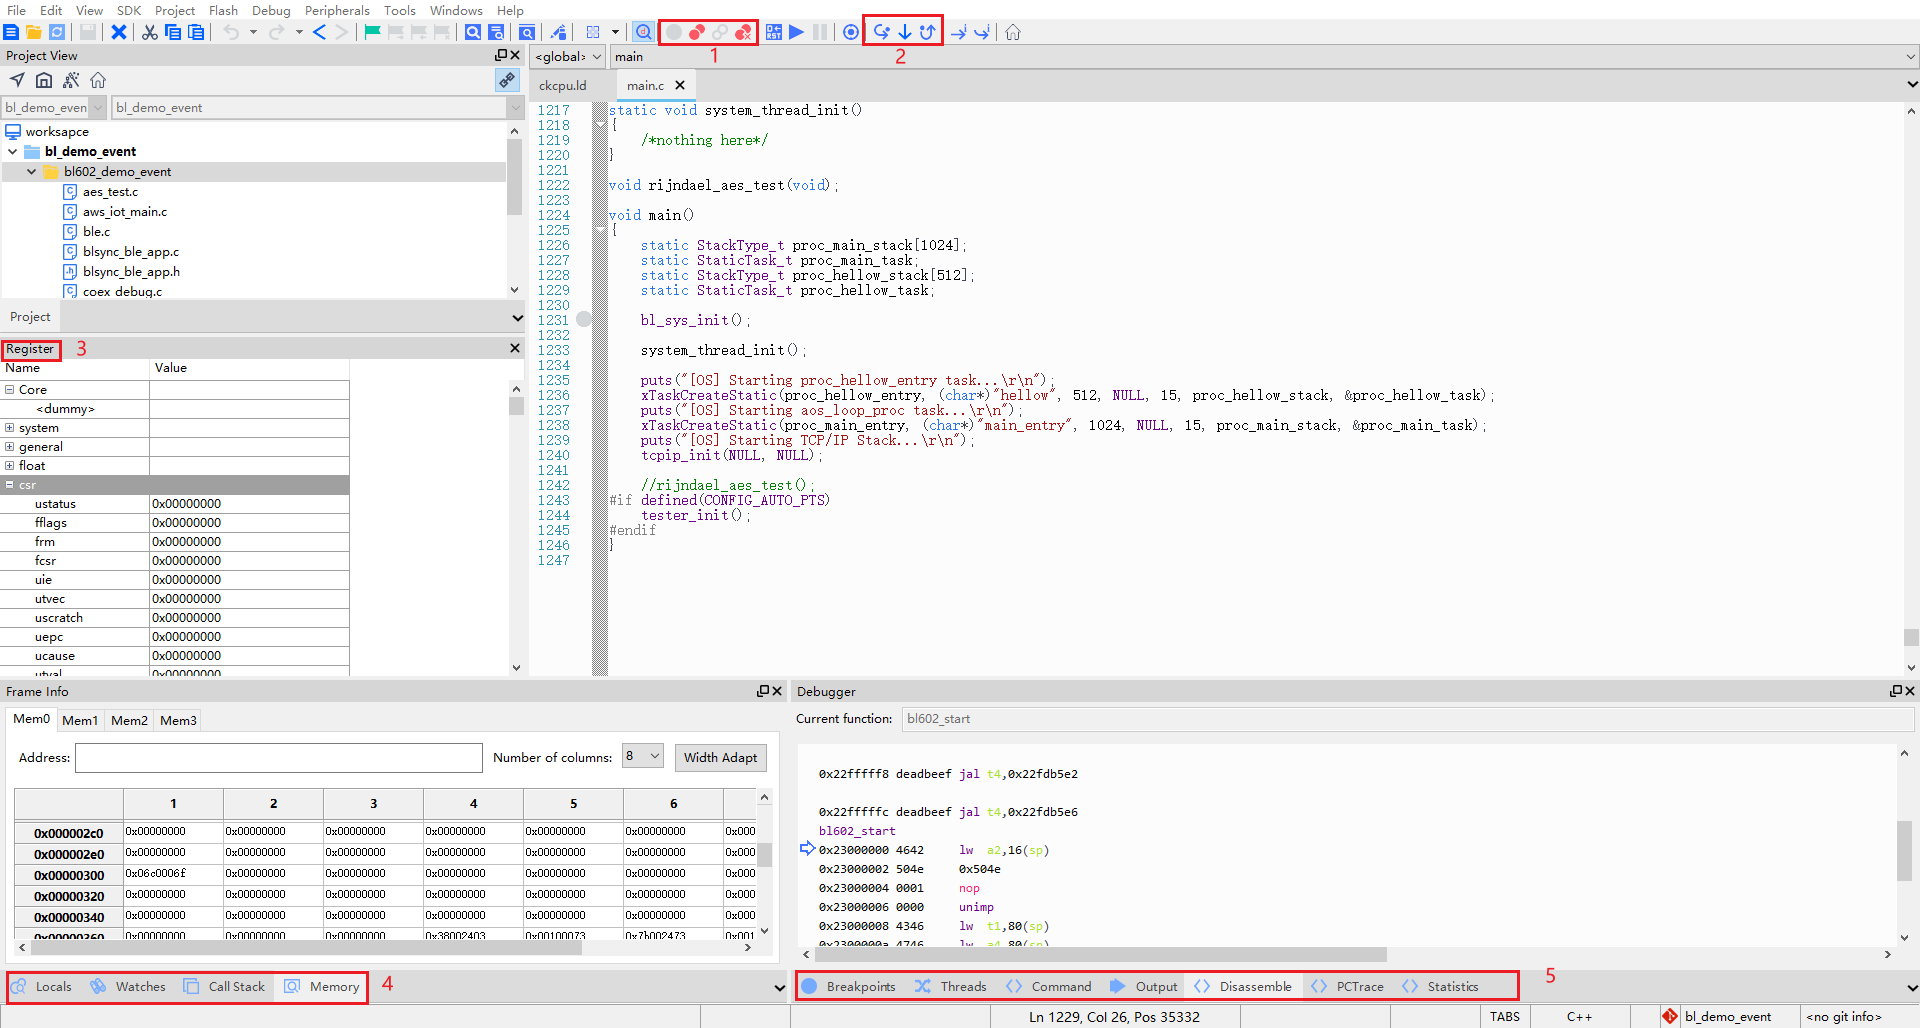 File Edit View SDK Project Flash Debug Peripherals Tools Windows Help
1 2
Project View
<global> main
ckcpu.ld main.c
bl_demo_even bl_demo_event
worksapce
bl_demo_event
bl602_demo_event
aes_test.c
aws_iot_main.c
ble.c
blsync_ble_app.c
blsync_ble_app.h
coex_debug.c
Project
Register 3
Name Value
Core
<dummy>
system
general
float
csr
ustatus 0x00000000
fflags 0x00000000
frm 0x00000000
fcsr 0x00000000
uie 0x00000000
utvec 0x00000000
uscratch 0x00000000
uepc 0x00000000
ucause 0x00000000
utval 0x00000000
1217 static void system_thread_init()
1218 {
1219 /*nothing here*/
1220 }
1221
1222 void rijndael_aes_test(void);
1223
1224 void main()
1225 {
1226 static StackType_t proc_main_stack[1024];
1227 static StaticTask_t proc_main_task;
1228 static StackType_t proc_hellow_stack[512];
1229 static StaticTask_t proc_hellow_task;
1230
1231 bl_sys_init();
1232
1233 system_thread_init();
1234
1235 puts("[OS] Starting proc_hellow_entry task...\r\n");
1236 xTaskCreateStatic(proc_hellow_entry, (char*)"hellow", 512, NULL, 15, proc_hellow_stack, &proc_hellow_task);
1237 puts("[OS] Starting aos_loop_proc task...\r\n");
1238 xTaskCreateStatic(proc_main_entry, (char*)"main_entry", 1024, NULL, 15, proc_main_stack, &proc_main_task);
1239 puts("[OS] Starting TCP/IP Stack...\r\n");
1240 tcpip_init(NULL, NULL);
1241
1242 //rijndael_aes_test();
1243 #if defined(CONFIG_AUTO_PTS)
1244 tester_init();
1245 #endif
1246 }
1247
Frame Info
Mem0 Mem1 Mem2 Mem3
Address: Number of columns: 8 Width Adapt
1 2 3 4 5 6
0x000002c0 0x00000000 0x00000000 0x00000000 0x00000000 0x00000000 0x00000000 0x000
0x000002e0 0x00000000 0x00000000 0x00000000 0x00000000 0x00000000 0x00000000 0x000
0x00000300 0x06c0006f 0x00000000 0x00000000 0x00000000 0x00000000 0x00000000 0x000
0x00000320 0x00000000 0x00000000 0x00000000 0x00000000 0x00000000 0x00000000 0x000
0x00000340 0x00000000 0x00000000 0x00000000 0x00000000 0x00000000 0x00000000 0x000
0x00000360 0x00000000 0x00000000 0x00000000 0x38002403 0x00100073 0x7b002473 0x001
Locals Watches Call Stack Memory 4
Debugger
Current function: bl602_start
0x22fffff8 deadbeef jal t4,0x22fdb5e2
0x22fffffc deadbeef jal t4,0x22fdb5e6
bl602_start
0x23000000 4642 lw a2,16(sp)
0x23000002 504e 0x504e
0x23000004 0001 nop
0x23000006 0000 unimp
0x23000008 4346 lw t1,80(sp)
0x2300000a 4746 lw a4,80(sp)
Breakpoints Threads Command Output Disassemble PCTrace Statistics 5
Ln 1229, Col 26, Pos 35332 TABS C++ bl_demo_event <no git info>